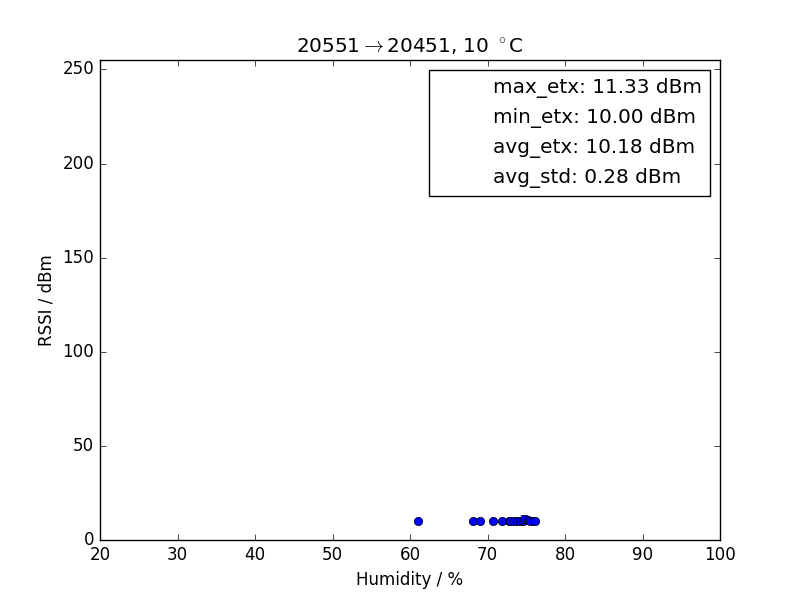 20551→20451, 10 °C
max_etx: 11.33 dBm
min_etx: 10.00 dBm
avg_etx: 10.18 dBm
avg_std: 0.28 dBm
250
200
150
100
50
0
RSSI / dBm
20 30 40 50 60 70 80 90 100
Humidity / %